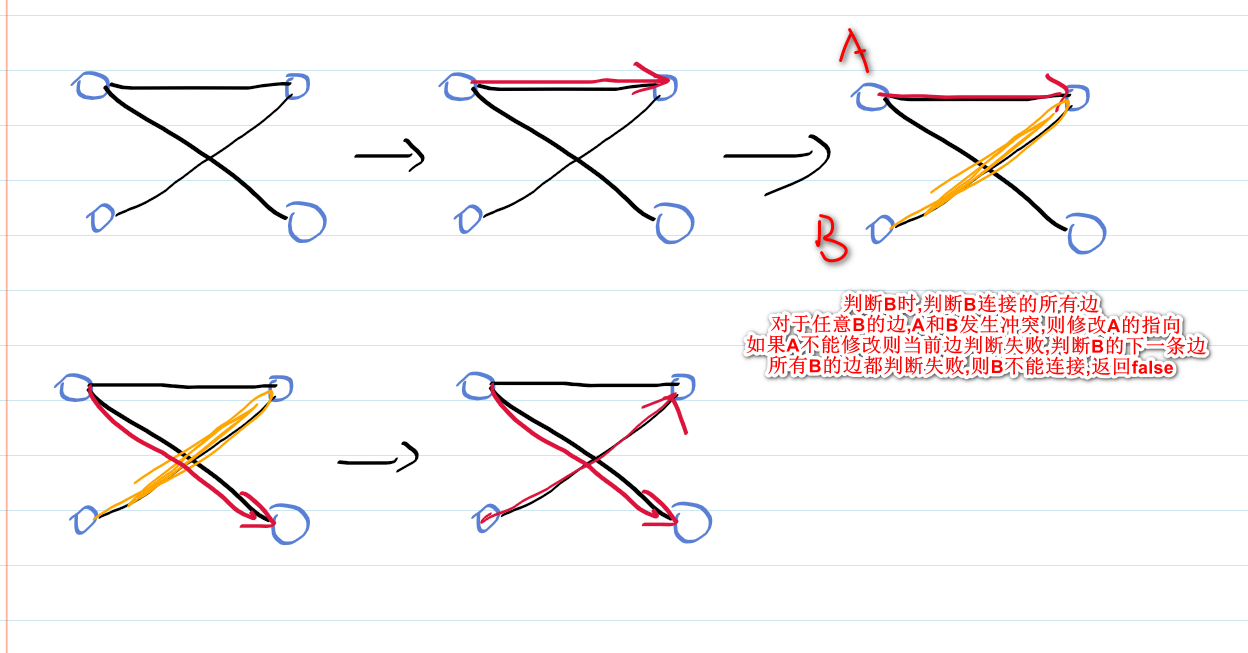 A
B
判断B时,判断B连接的所有边
对于任意B的边,A和B发生冲突,则修改A的指向
如果A不能修改则当前边判断失败,判断B的下一条边
所有B的边都判断失败,则B不能连接,返回false